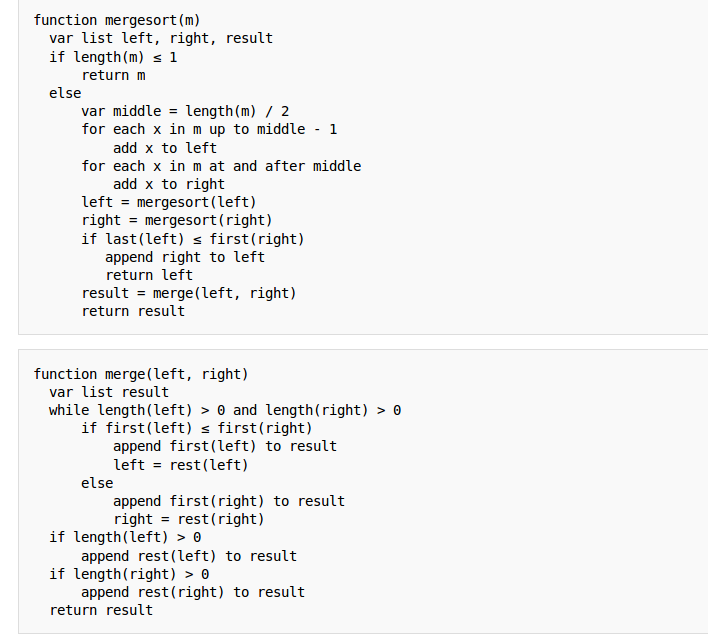 function mergesort(m)
  var list left, right, result
  if length(m) ≤ 1
      return m
  else
      var middle = length(m) / 2
      for each x in m up to middle - 1
          add x to left
      for each x in m at and after middle
          add x to right
      left = mergesort(left)
      right = mergesort(right)
      if last(left) ≤ first(right)
         append right to left
         return left
      result = merge(left, right)
      return result
function merge(left, right)
  var list result
  while length(left) > 0 and length(right) > 0
      if first(left) ≤ first(right)
          append first(left) to result
          left = rest(left)
      else
          append first(right) to result
          right = rest(right)
  if length(left) > 0
      append rest(left) to result
  if length(right) > 0
      append rest(right) to result
  return result